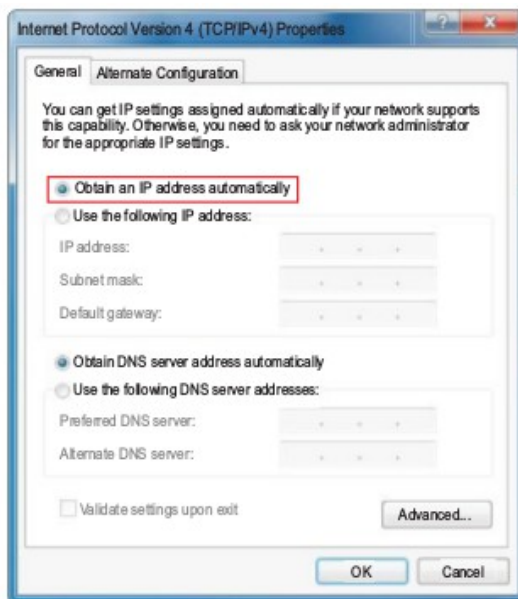 Internet Protocol Version 4 (TCP/IPv4) Properties
General
Alternate Configuration
You can get IP settings assigned automatically if your network supports
this capability. Otherwise, you need to ask your network administrator
for the appropriate IP settings.
Obtain an IP address automatically
Use the following IP address:
IP address:
Subnet mask:
Default gateway:
Obtain DNS server address automatically
Use the following DNS server addresses:
Preferred DNS server:
Alternate DNS server:
Validate settings upon exit
Advanced...
OK
Cancel